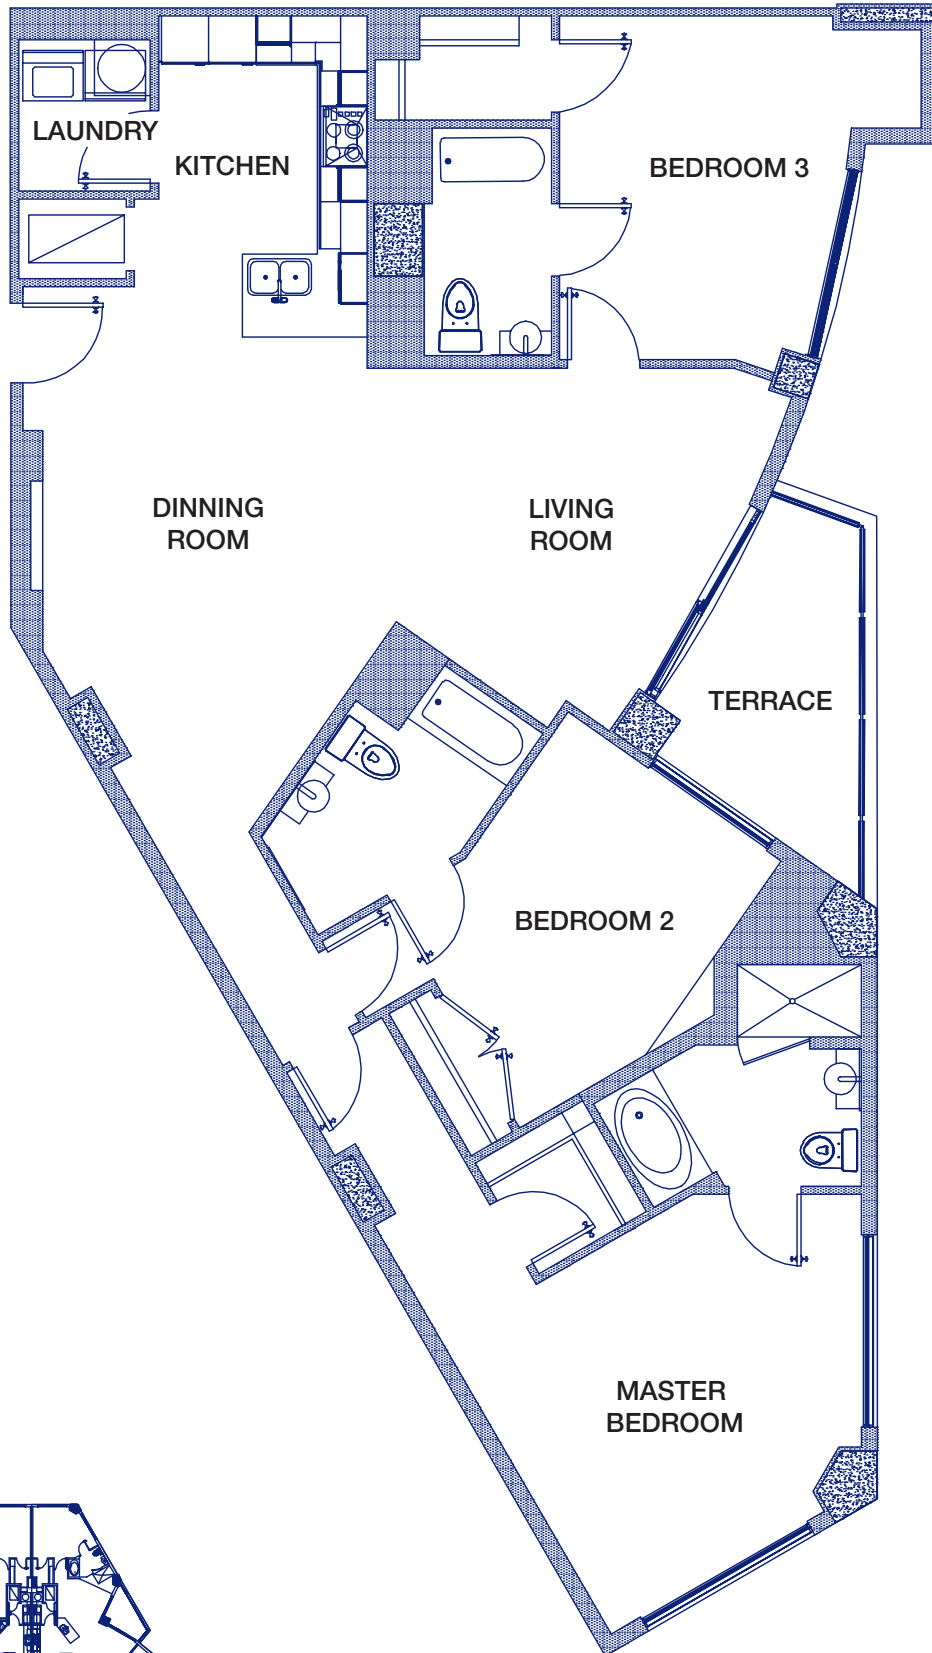 LAUNDRY
KITCHEN
BEDROOM 3
DINNING
ROOM
LIVING
ROOM
TERRACE
BEDROOM 2
MASTER
BEDROOM